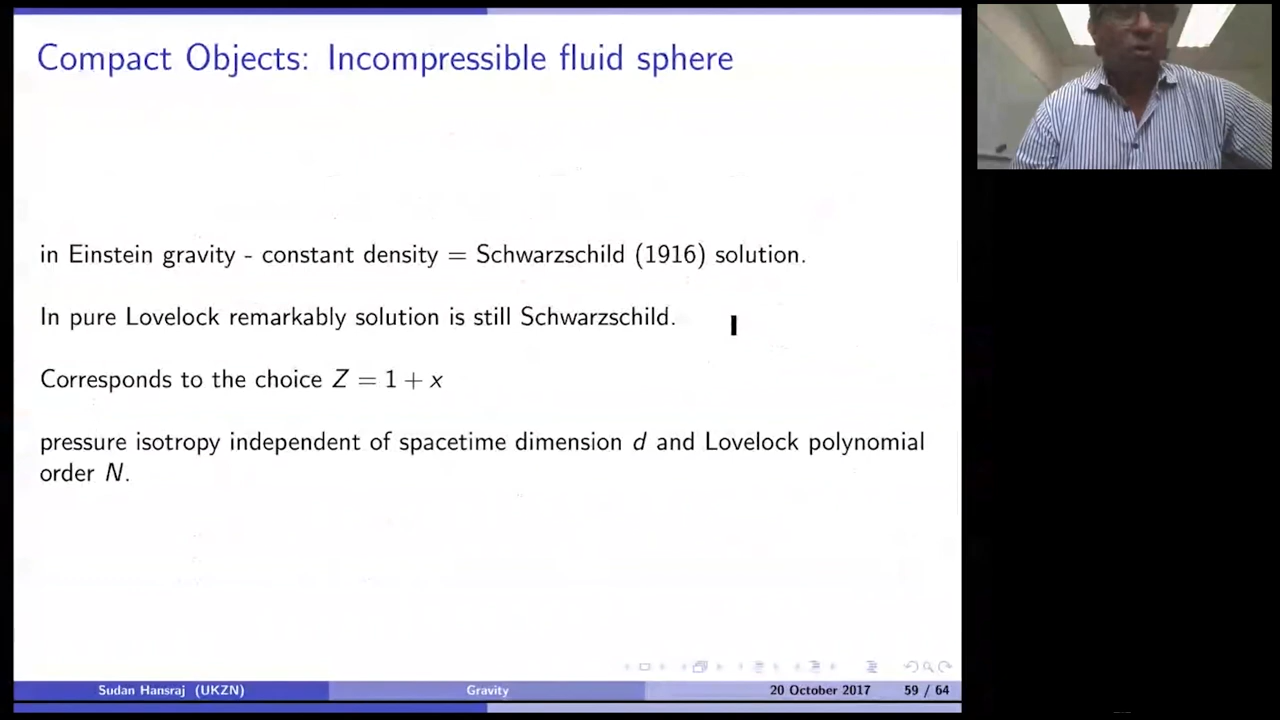 Compact Objects: Incompressible fluid sphere
in Einstein gravity - constant density = Schwarzschild (1916) solution.
In pure Lovelock remarkably solution is still Schwarzschild.
Corresponds to the choice Z = 1 + x
pressure isotropy independent of spacetime dimension d and Lovelock polynomial
order N.
Sudan Hansraj (UKZN) Gravity 20 October 2017 59 / 64